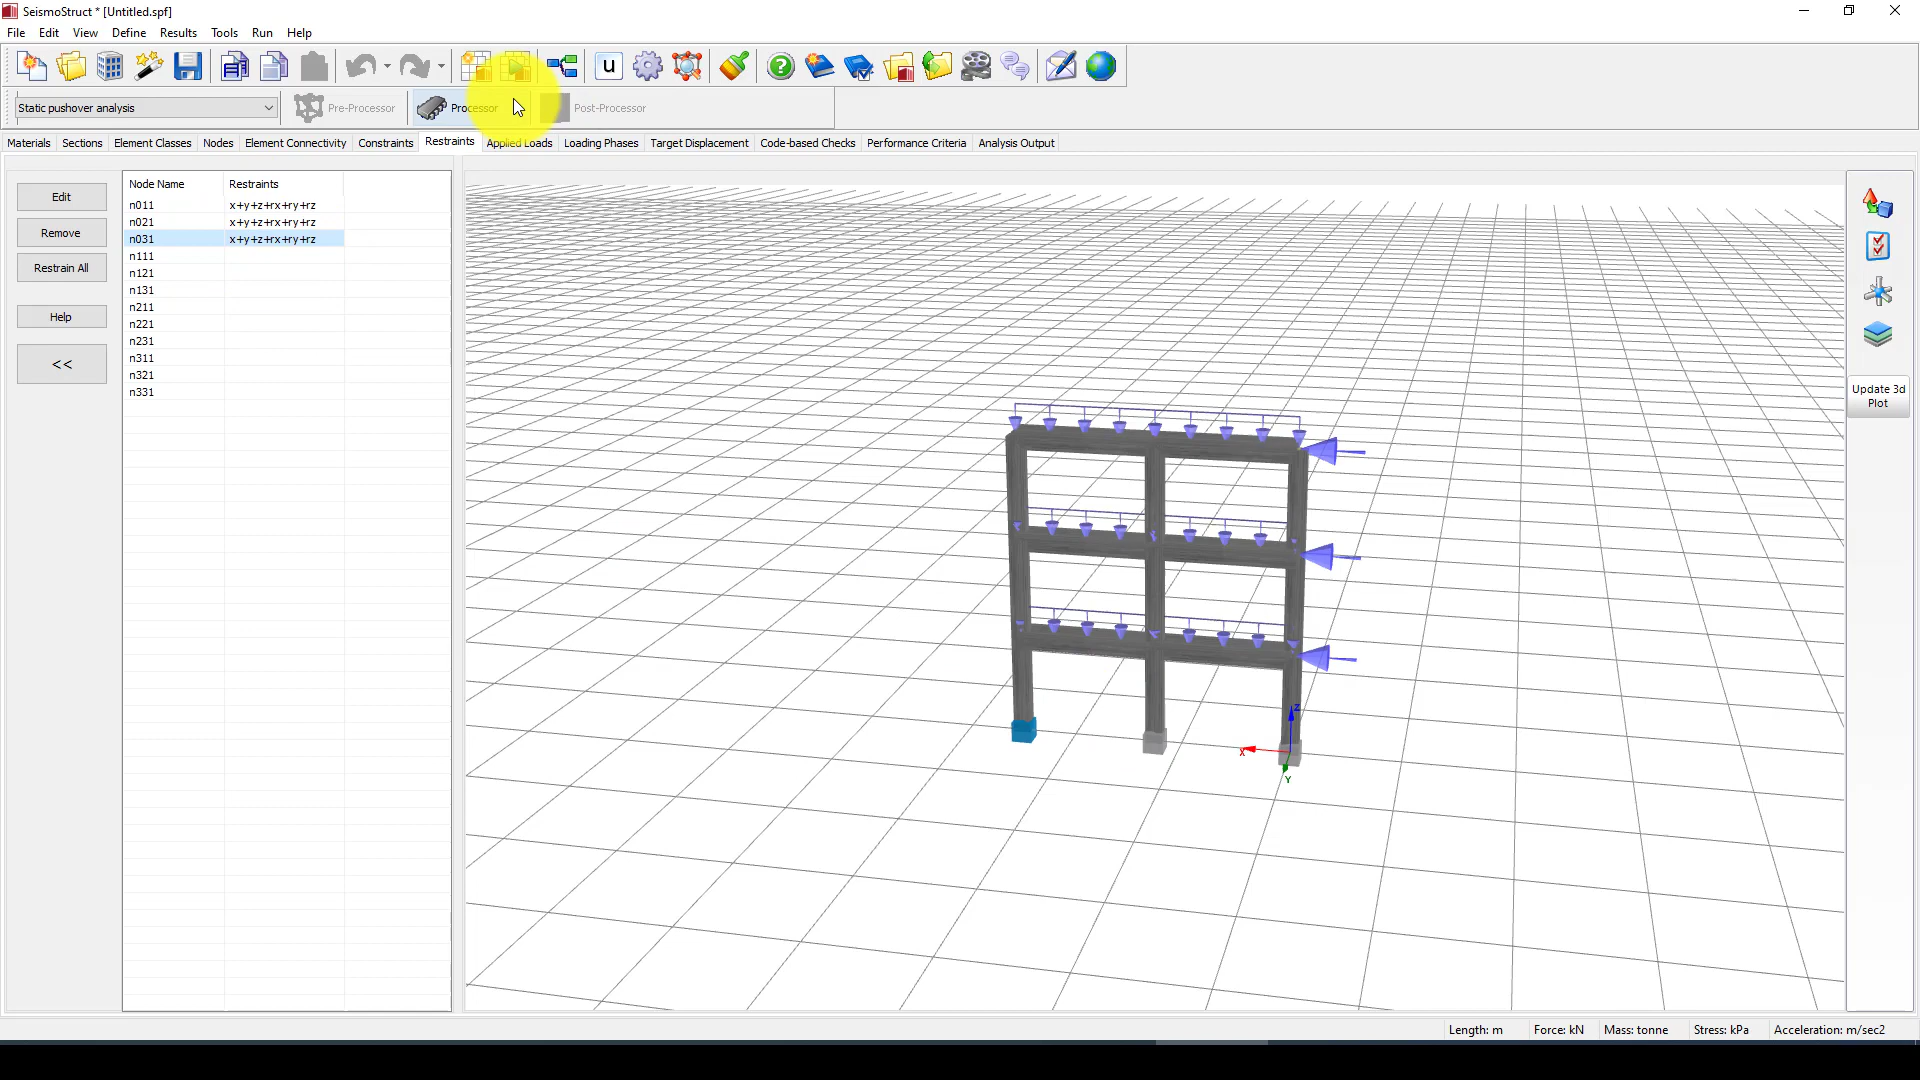 SeismoStruct * [Untitled.spf]
File Edit View Define Results Tools Run Help
u
Static pushover analysis Pre-Processor Processor Post-Processor
Materials Sections Element Classes Nodes Element Connectivity Constraints Restraints Applied Loads Loading Phases Target Displacement Code-based Checks Performance Criteria Analysis Output
Edit
Remove
Restrain All
Help
<<
Node Name Restraints
n011 x+y+z+rx+ry+rz
n021 x+y+z+rx+ry+rz
n031 x+y+z+rx+ry+rz
n111
n121
n131
n211
n221
n231
n311
n321
n331
Z
X
Y
Update 3d
Plot
Length: m Force: kN Mass: tonne Stress: kPa Acceleration: m/sec2